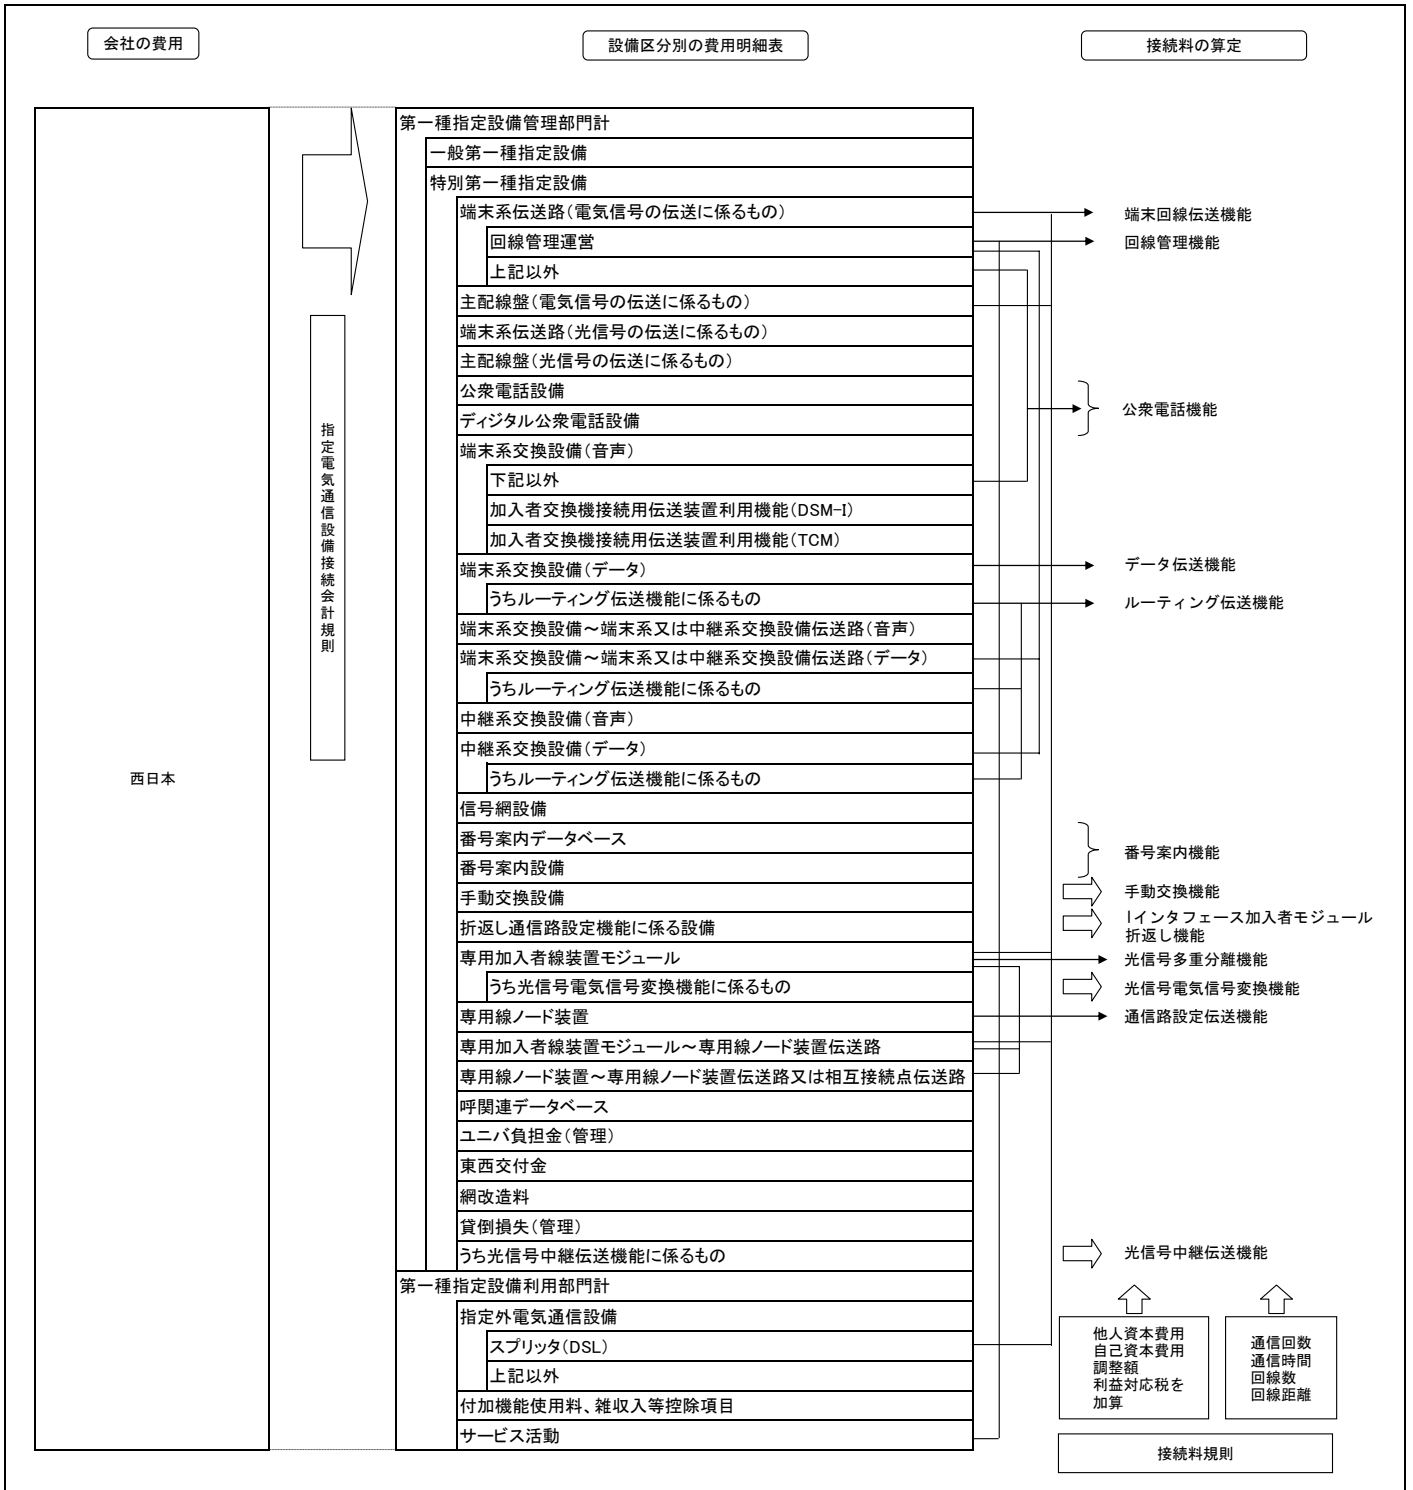 会社の費用
設備区分別の費用明細表
接続料の算定
西日本
指定電気通信設備接続会計規則
第一種指定設備管理部門計
一般第一種指定設備
特別第一種指定設備
端末系伝送路（電気信号の伝送に係るもの）
回線管理運営
上記以外
主配線盤（電気信号の伝送に係るもの）
端末系伝送路（光信号の伝送に係るもの）
主配線盤（光信号の伝送に係るもの）
公衆電話設備
ディジタル公衆電話設備
端末系交換設備（音声）
下記以外
加入者交換機接続用伝送装置利用機能（DSM-I）
加入者交換機接続用伝送装置利用機能（TCM）
端末系交換設備（データ）
うちルーティング伝送機能に係るもの
端末系交換設備～端末系又は中継系交換設備伝送路（音声）
端末系交換設備～端末系又は中継系交換設備伝送路（データ）
うちルーティング伝送機能に係るもの
中継系交換設備（音声）
中継系交換設備（データ）
うちルーティング伝送機能に係るもの
信号網設備
番号案内データベース
番号案内設備
手動交換設備
折返し通信路設定機能に係る設備
専用加入者線装置モジュール
うち光信号電気信号変換機能に係るもの
専用線ノード装置
専用加入者線装置モジュール～専用線ノード装置伝送路
専用線ノード装置～専用線ノード装置伝送路又は相互接続点伝送路
呼関連データベース
ユニバ負担金（管理）
東西交付金
網改造料
貸倒損失（管理）
うち光信号中継伝送機能に係るもの
第一種指定設備利用部門計
指定外電気通信設備
スプリッタ（DSL）
上記以外
付加機能使用料、雑収入等控除項目
サービス活動
端末回線伝送機能
回線管理機能
公衆電話機能
データ伝送機能
ルーティング伝送機能
番号案内機能
手動交換機能
Iインタフェース加入者モジュール
折返し機能
光信号多重分離機能
光信号電気信号変換機能
通信路設定伝送機能
光信号中継伝送機能
他人資本費用
自己資本費用
調整額
利益対応税を
加算
通信回数
通信時間
回線数
回線距離
接続料規則